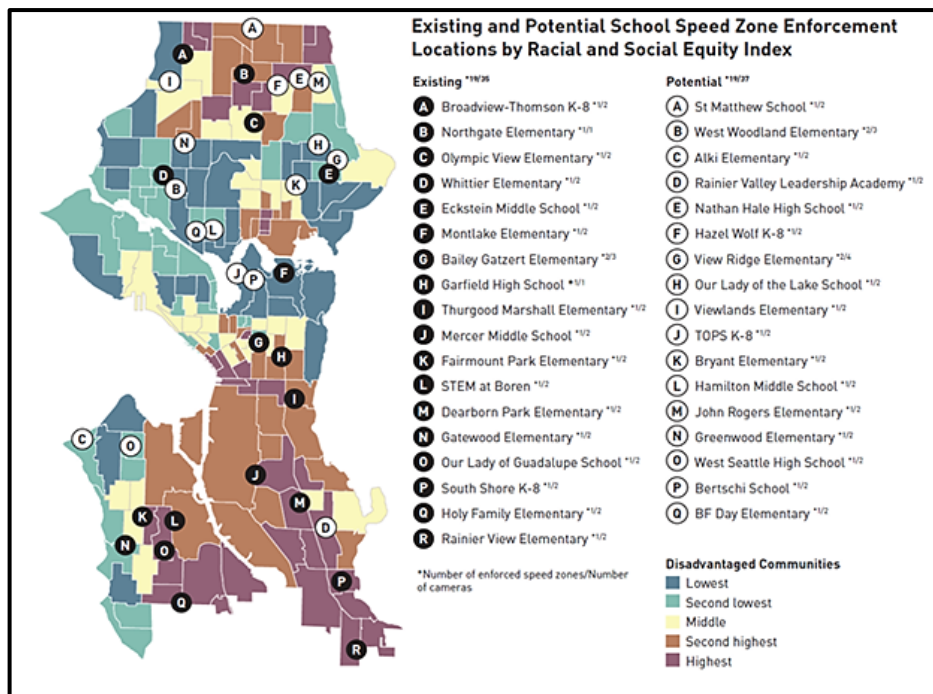 Existing and Potential School Speed Zone Enforcement
Locations by Racial and Social Equity Index
Existing *19/35
A Broadview-Thomson K-8 *1/2
B Northgate Elementary *1/1
C Olympic View Elementary *1/2
D Whittier Elementary *1/2
E Eckstein Middle School *1/2
F Montlake Elementary *1/2
G Bailey Gatzert Elementary *2/3
H Garfield High School *1/1
I Thurgood Marshall Elementary *1/2
J Mercer Middle School *1/2
K Fairmount Park Elementary *1/2
L STEM at Boren *1/2
M Dearborn Park Elementary *1/2
N Gatewood Elementary *1/2
O Our Lady of Guadalupe School *1/2
P South Shore K-8 *1/2
Q Holy Family Elementary *1/2
R Rainier View Elementary *1/2
*Number of enforced speed zones/Number
of cameras
Potential *19/37
A St Matthew School *1/2
B West Woodland Elementary *2/3
C Alki Elementary *1/2
D Rainier Valley Leadership Academy *1/2
E Nathan Hale High School *1/2
F Hazel Wolf K-8 *1/2
G View Ridge Elementary *2/4
H Our Lady of the Lake School *1/2
I Viewlands Elementary *1/2
J TOPS K-8 *1/2
K Bryant Elementary *1/2
L Hamilton Middle School *1/2
M John Rogers Elementary *1/2
N Greenwood Elementary *1/2
O West Seattle High School *1/2
P Bertschi School *1/2
Q BF Day Elementary *1/2
Disadvantaged Communities
Lowest
Second lowest
Middle
Second highest
Highest
A
A
B
I
F
E
M
C
N
H
G
D
B
E
K
Q
L
J
P
F
G
H
I
C
O
J
K
L
M
D
N
O
P
Q
R